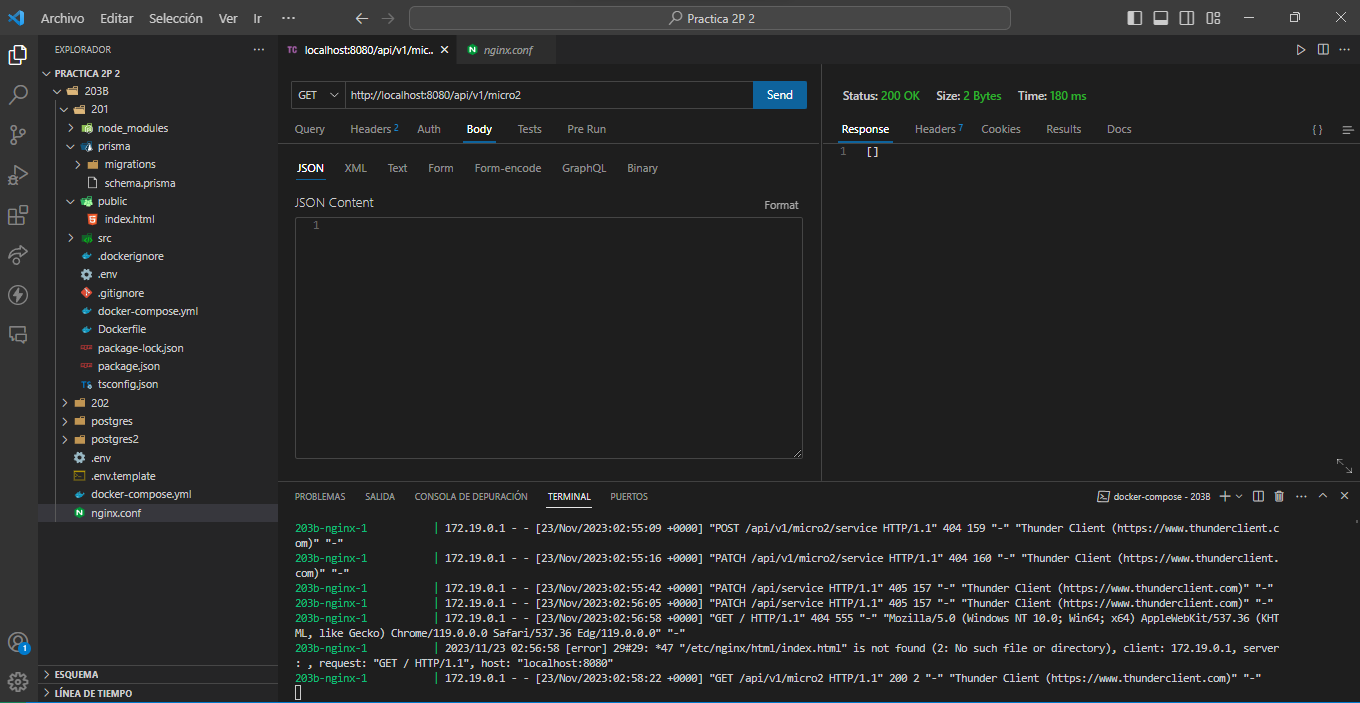 Archivo Editar Selección Ver Ir ··· Practica 2P 2
EXPLORADOR ···
PRACTICA 2P 2
203B
201
node_modules
prisma
migrations
schema.prisma
public
index.html
src
.dockerignore
.env
.gitignore
docker-compose.yml
Dockerfile
package-lock.json
package.json
tsconfig.json
202
postgres
postgres2
.env
.env.template
docker-compose.yml
nginx.conf
ESQUEMA
LÍNEA DE TIEMPO
1
TC localhost:8080/api/v1/mic.. nginx.conf
GET http://localhost:8080/api/v1/micro2 Send
Query Headers 2 Auth Body Tests Pre Run
JSON XML Text Form Form-encode GraphQL Binary
JSON Content Format
1
Status: 200 OK Size: 2 Bytes Time: 180 ms
Response Headers 7 Cookies Results Docs { }
1 []
PROBLEMAS SALIDA CONSOLA DE DEPURACIÓN TERMINAL PUERTOS docker-compose - 203B
203b-nginx-1 | 172.19.0.1 - - [23/Nov/2023:02:55:09 +0000] "POST /api/v1/micro2/service HTTP/1.1" 404 159 "-" "Thunder Client (https://www.thunderclient.c
om)" "-"
203b-nginx-1 | 172.19.0.1 - - [23/Nov/2023:02:55:16 +0000] "PATCH /api/v1/micro2/service HTTP/1.1" 404 160 "-" "Thunder Client (https://www.thunderclient.
com)" "-"
203b-nginx-1 | 172.19.0.1 - - [23/Nov/2023:02:55:42 +0000] "PATCH /api/service HTTP/1.1" 405 157 "-" "Thunder Client (https://www.thunderclient.com)" "-"
203b-nginx-1 | 172.19.0.1 - - [23/Nov/2023:02:56:05 +0000] "PATCH /api/service HTTP/1.1" 405 157 "-" "Thunder Client (https://www.thunderclient.com)" "-"
203b-nginx-1 | 172.19.0.1 - - [23/Nov/2023:02:56:58 +0000] "GET / HTTP/1.1" 404 555 "-" "Mozilla/5.0 (Windows NT 10.0; Win64; x64) AppleWebKit/537.36 (KHT
ML, like Gecko) Chrome/119.0.0.0 Safari/537.36 Edg/119.0.0.0" "-"
203b-nginx-1 | 2023/11/23 02:56:58 [error] 29#29: *47 "/etc/nginx/html/index.html" is not found (2: No such file or directory), client: 172.19.0.1, server
: , request: "GET / HTTP/1.1", host: "localhost:8080"
203b-nginx-1 | 172.19.0.1 - - [23/Nov/2023:02:58:22 +0000] "GET /api/v1/micro2 HTTP/1.1" 200 2 "-" "Thunder Client (https://www.thunderclient.com)" "-"